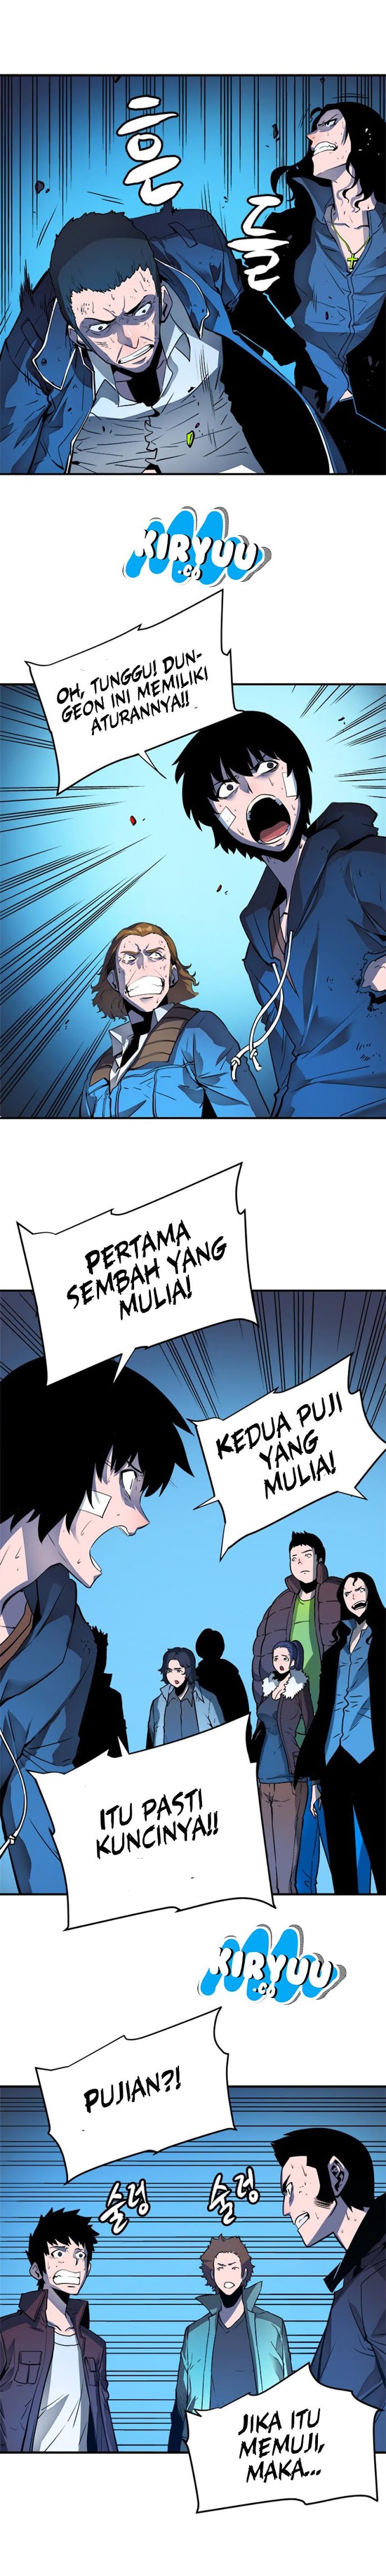 흔
들
KIRYUU
.CO
OH, TUNGGU! DUN-
GEON INI MEMILIKI
ATURANNYA!!
PERTAMA
SEMBAH YANG
MULIA!
KEDUA PUJI
YANG
MULIA!
ITU PASTI
KUNCINYA!!
KIRYUU
.CO
PUJIAN?!
술렁
술렁
JIKA ITU
MEMUJI,
MAKA...